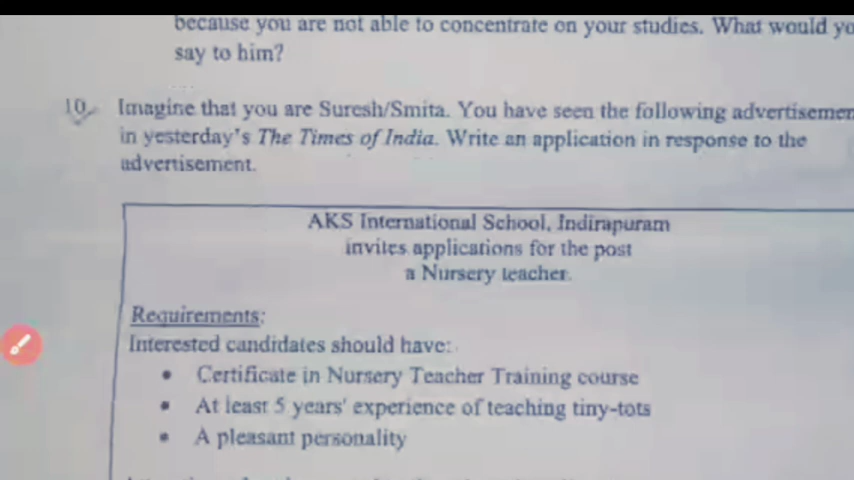 because you are not able to concentrate on your studies. What would yo
say to him?
10. Imagine that you are Suresh/Smita. You have seen the following advertisemen
in yesterday's The Times of India. Write an application in response to the
advertisement.
AKS International School, Indirapuram
invites applications for the post
a Nursery teacher.
Requirements:
Interested candidates should have:
• Certificate in Nursery Teacher Training course
• At least 5 years' experience of teaching tiny-tots
• A pleasant personality